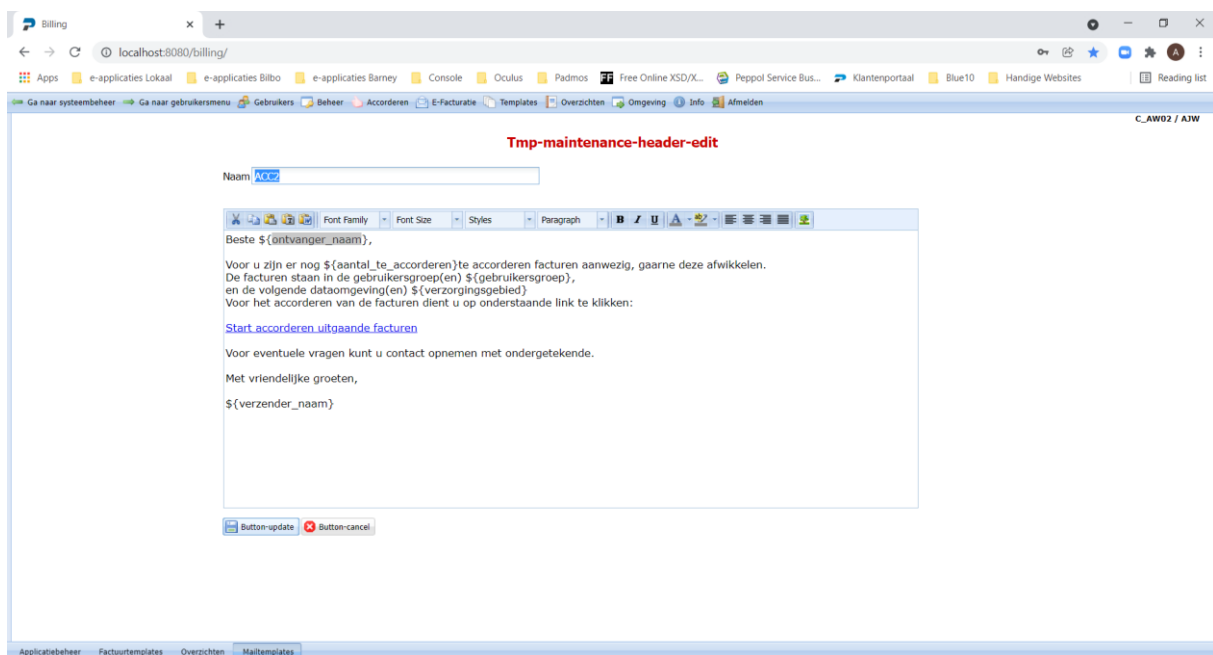 Billing
localhost:8080/billing/
A
Apps e-applicaties Lokaal e-applicaties Bilbo e-applicaties Barney Console Oculus Padmos FF Free Online XSD/X... Peppol Service Bus... Klantenportaal Blue10 Handige Websites Reading list
Ga naar systeembeheer Ga naar gebruikersmenu Gebruikers Beheer Accorderen E-Facturatie Templates Overzichten Omgeving Info Afmelden
C_AW02 / AJW
Tmp-maintenance-header-edit
Naam ACC2
Font Family Font Size Styles Paragraph B I U A
Beste ${ontvanger_naam},
Voor u zijn er nog ${aantal_te_accorderen}te accorderen facturen aanwezig, gaarne deze afwikkelen.
De facturen staan in de gebruikersgroep(en) ${gebruikersgroep},
en de volgende dataomgeving(en) ${verzorgingsgebied}
Voor het accorderen van de facturen dient u op onderstaande link te klikken:
Start accorderen uitgaande facturen
Voor eventuele vragen kunt u contact opnemen met ondergetekende.
Met vriendelijke groeten,
${verzender_naam}
Button-update Button-cancel
Applicatiebeheer Factuurtemplates Overzichten Mailtemplates